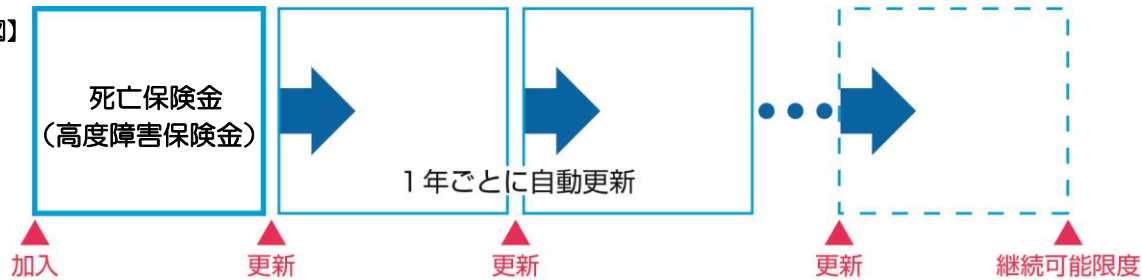 図】
死亡保険金
（高度障害保険金）
1年ごとに自動更新
加入
更新
更新
更新
継続可能限度